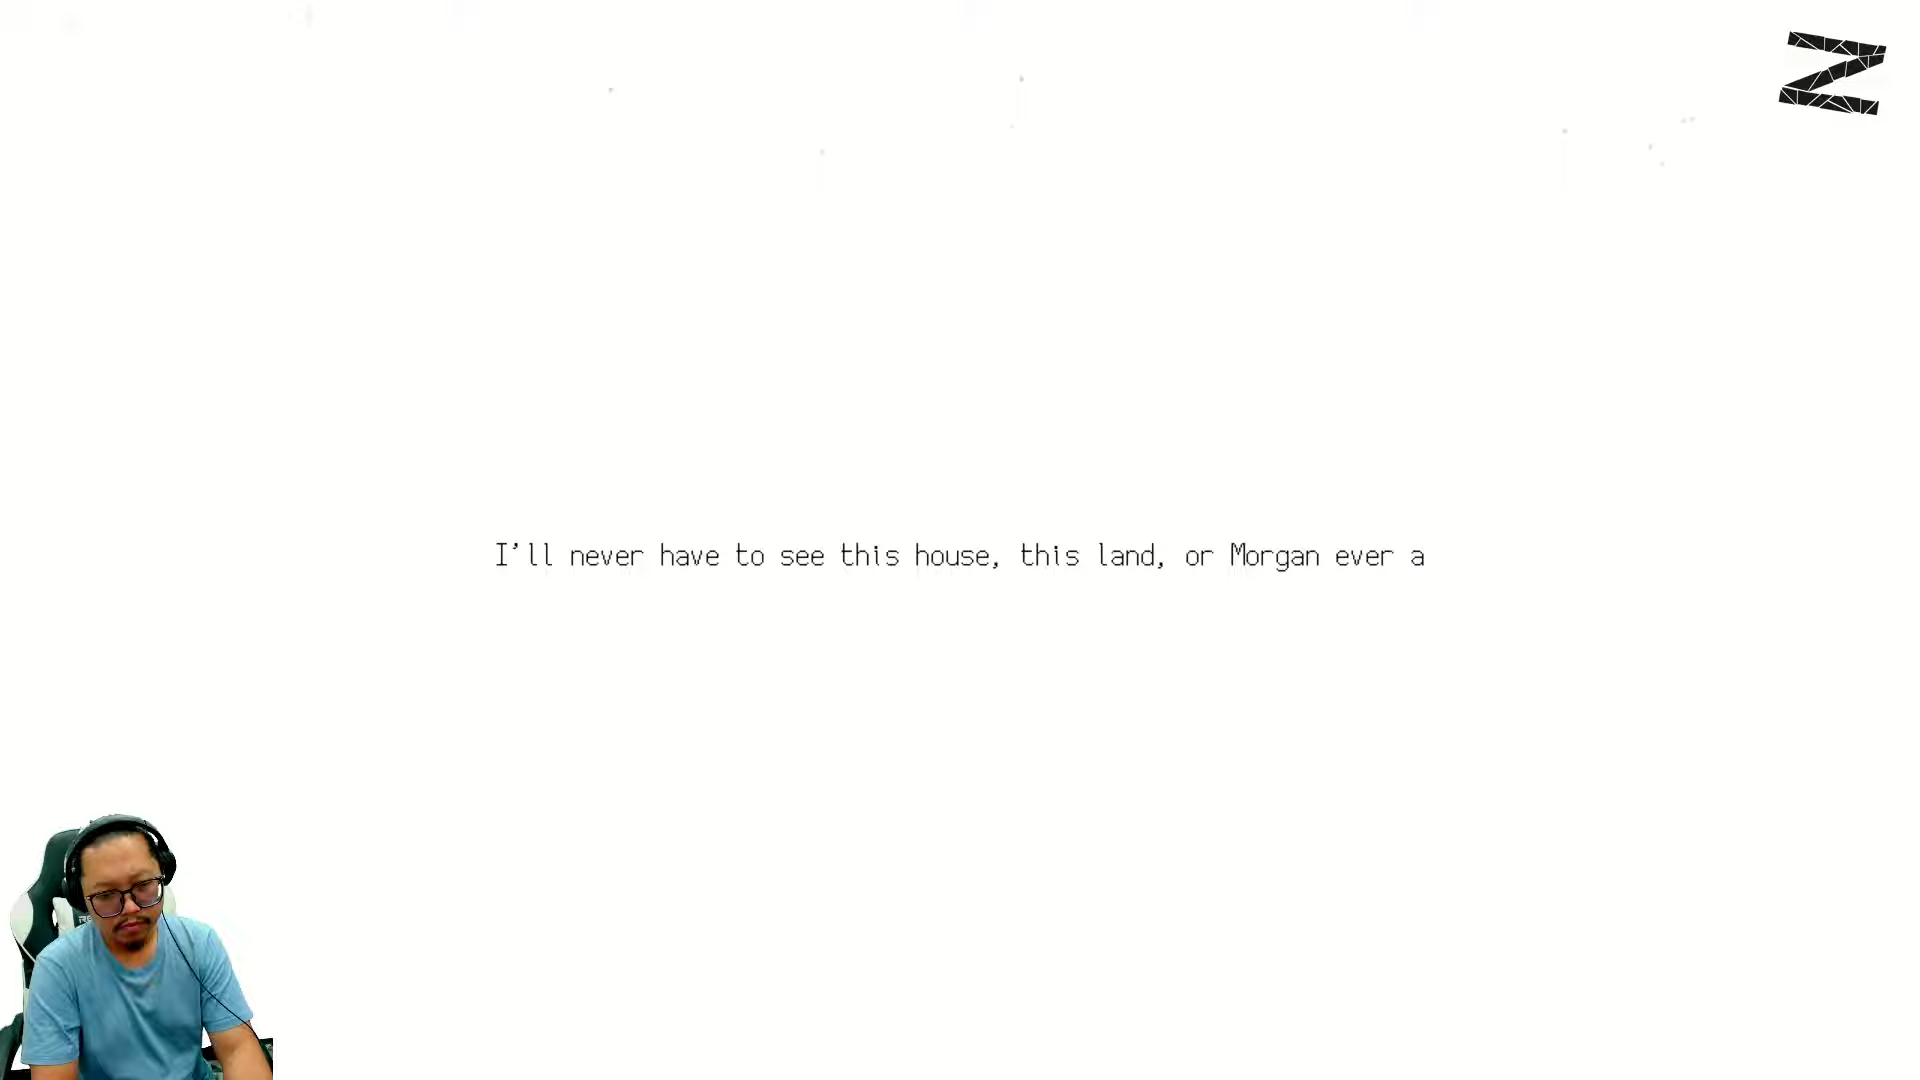 I'll never have to see this house, this land, or Morgan ever a